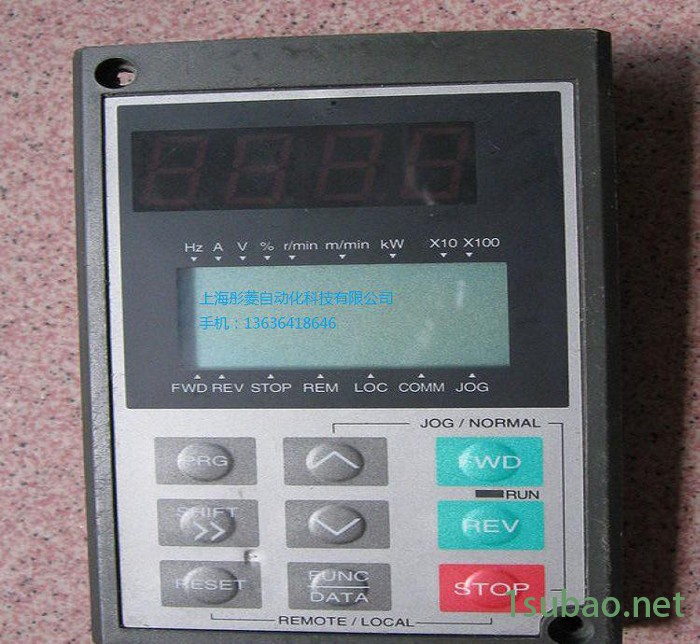 8888
Hz A V % r/min m/min kW X10 X100
上海彤菱自动化科技有限公司
手机：13636418646
FWD REV STOP REM LOC COMM JOG
JOG / NORMAL
PRG
FWD
RUN
SHIFT
REV
RESET
FUNC
DATA
STOP
REMOTE / LOCAL
1subao.net